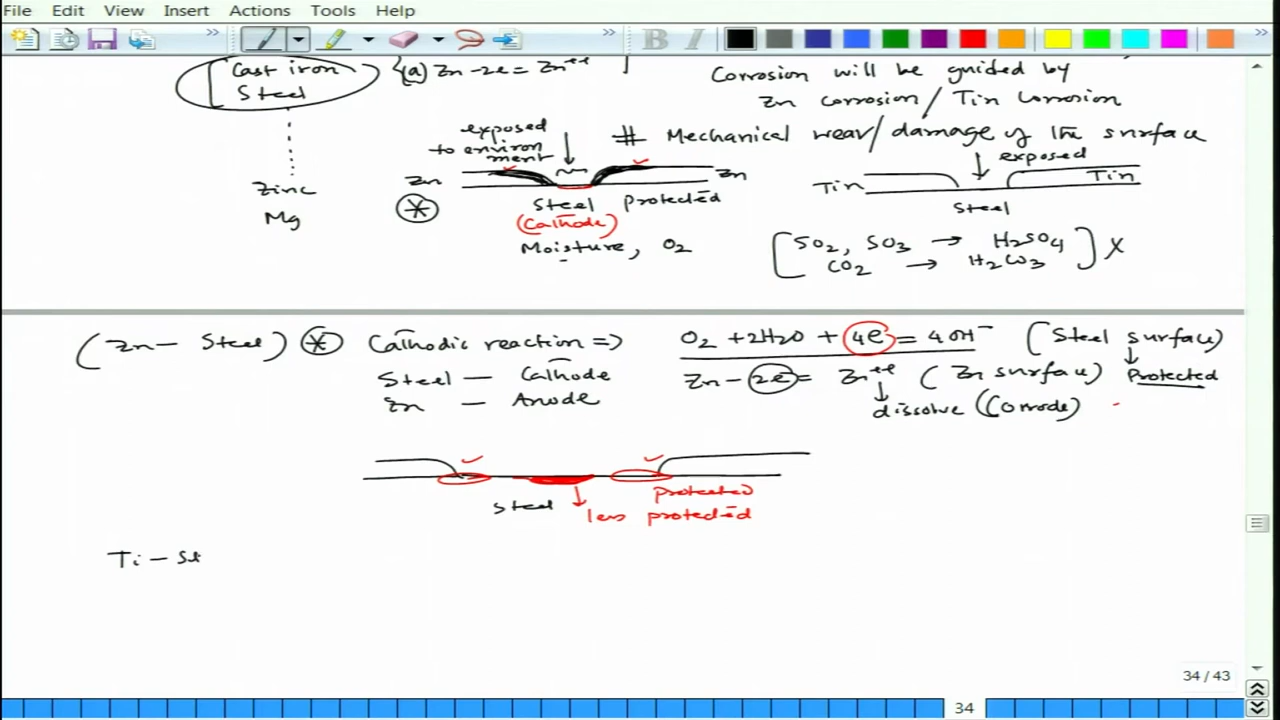 File Edit View Insert Actions Tools Help
Cast iron
Steel
Zinc
Mg
(a) Zn - 2e = Zn++
Corrosion will be guided by
Zn corrosion / Tin Corrosion
# Mechanical wear/damage of the surface
exposed
to environ
ment
Zn
Zn
Steel protected
(Cathode)
Moisture, O2
exposed
Tin
Tin
Steel
[SO2, SO3 → H2SO4
CO2 → H2CO3] X
(Zn - Steel) * Cathodic reaction => O2 + 2H2O + 4e = 4OH- (Steel surface)
Steel — Cathode Zn - 2e = Zn++ (Zn surface) Protected
Zn — Anode dissolve (Corrode)
steel
protected
less protected
Ti - St
34 / 43
34